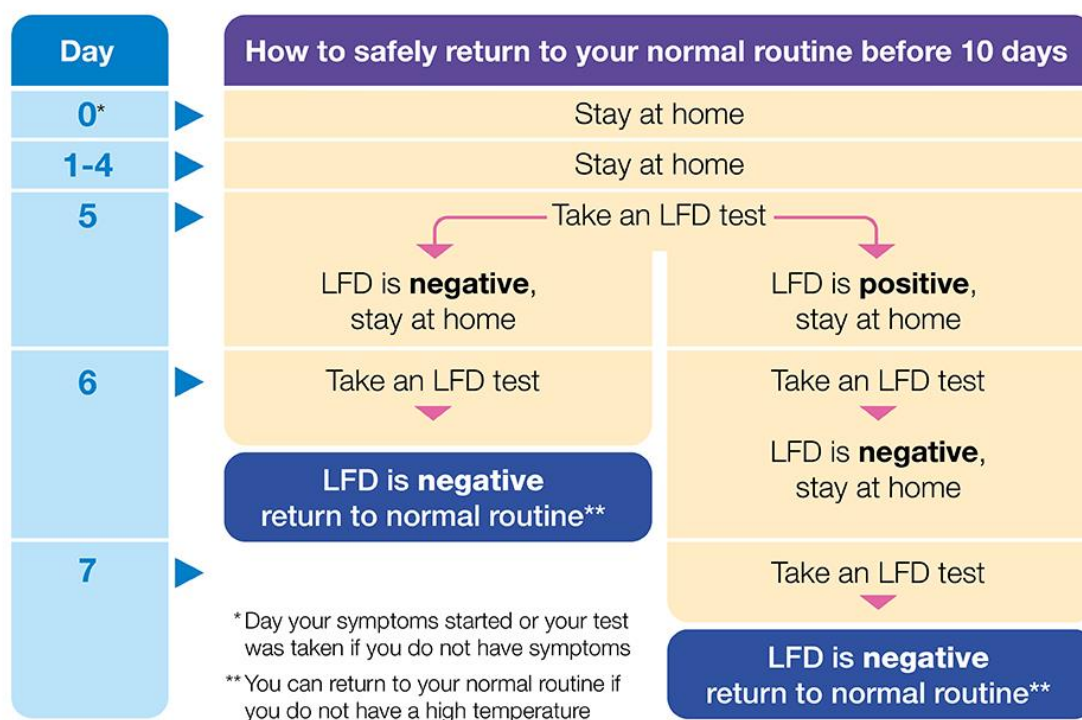 Day
How to safely return to your normal routine before 10 days
0*
Stay at home
1-4
Stay at home
5
Take an LFD test
LFD is negative,
stay at home
LFD is positive,
stay at home
6
Take an LFD test
LFD is negative
return to normal routine**
Take an LFD test
LFD is negative,
stay at home
7
Take an LFD test
LFD is negative
return to normal routine**
* Day your symptoms started or your test
was taken if you do not have symptoms
** You can return to your normal routine if
you do not have a high temperature